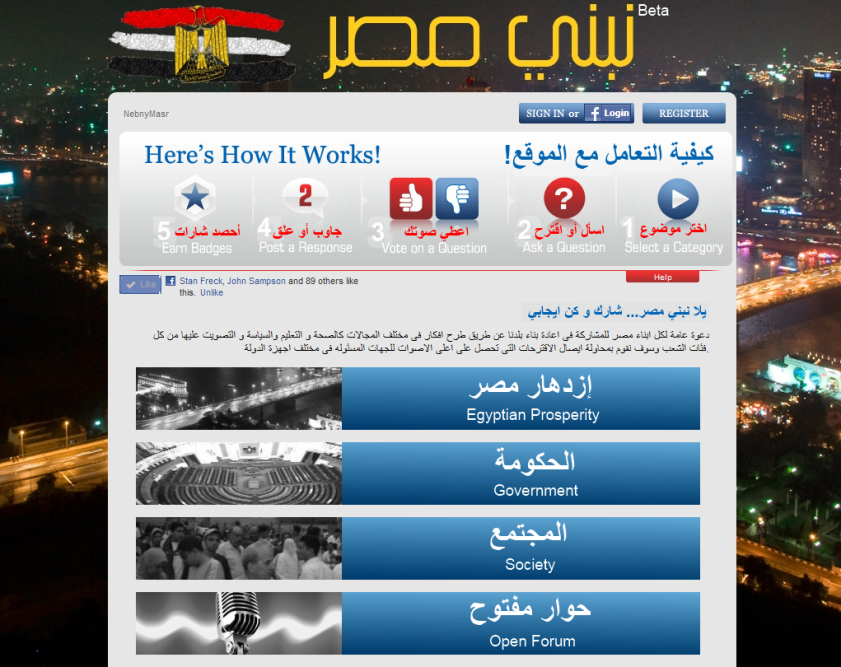 نبني مصر
Beta
NebnyMasr
SIGN IN or f Login
REGISTER
Here's How It Works!
كيفية التعامل مع الموقع!
2
?
5 أحصد شارات
Earn Badges
4 جاوب أو علق
Post a Response
3 اعطي صوتك
Vote on a Question
2 اسأل أو اقترح
Ask a Question
1 اختر موضوع
Select a Category
Like
Stan Freck, John Sampson and 89 others like
this. Unlike
Help
يلا نبني مصر... شارك و كن ايجابي
دعوة عامة لكل ابناء مصر للمشاركة فى اعادة بناء بلدنا عن طريق طرح افكار فى مختلف المجالات كالصحة و التعليم والسياسة و التصويت عليها من كل
فئات الشعب وسوف نقوم بمحاولة ايصال الاقترحات التى تحصل على اعلى الاصوات للجهات المسئوله فى مختلف اجهزة الدولة.
إزدهار مصر
Egyptian Prosperity
الحكومة
Government
المجتمع
Society
حوار مفتوح
Open Forum